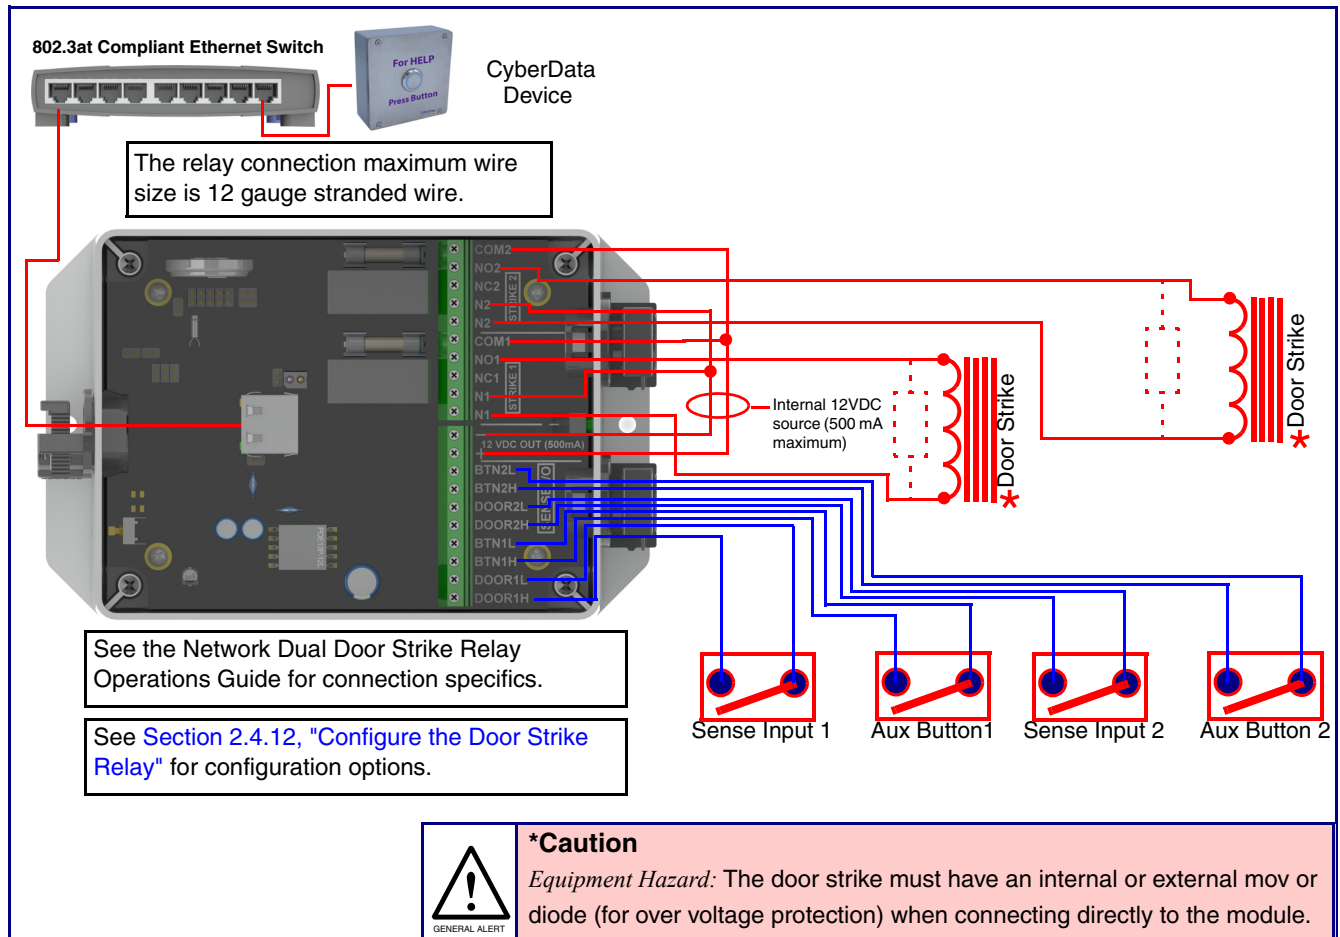 802.3at Compliant Ethernet Switch
For HELP
Press Button
CyberData
Device
The relay connection maximum wire
size is 12 gauge stranded wire.
COM2
NO2
NC2
N2
N2
STRIKE 2
COM1
NO1
NC1
N1
N1
STRIKE 1
-
12 VDC OUT (500mA)
+
BTN2L
BTN2H
DOOR2L
DOOR2H
BTN1L
BTN1H
DOOR1L
DOOR1H
Internal 12VDC
source (500 mA
maximum)
*Door Strike
*Door Strike
Sense Input 1
Aux Button1
Sense Input 2
Aux Button 2
See the Network Dual Door Strike Relay
Operations Guide for connection specifics.
See Section 2.4.12, "Configure the Door Strike
Relay" for configuration options.
GENERAL ALERT
*Caution
Equipment Hazard: The door strike must have an internal or external mov or
diode (for over voltage protection) when connecting directly to the module.